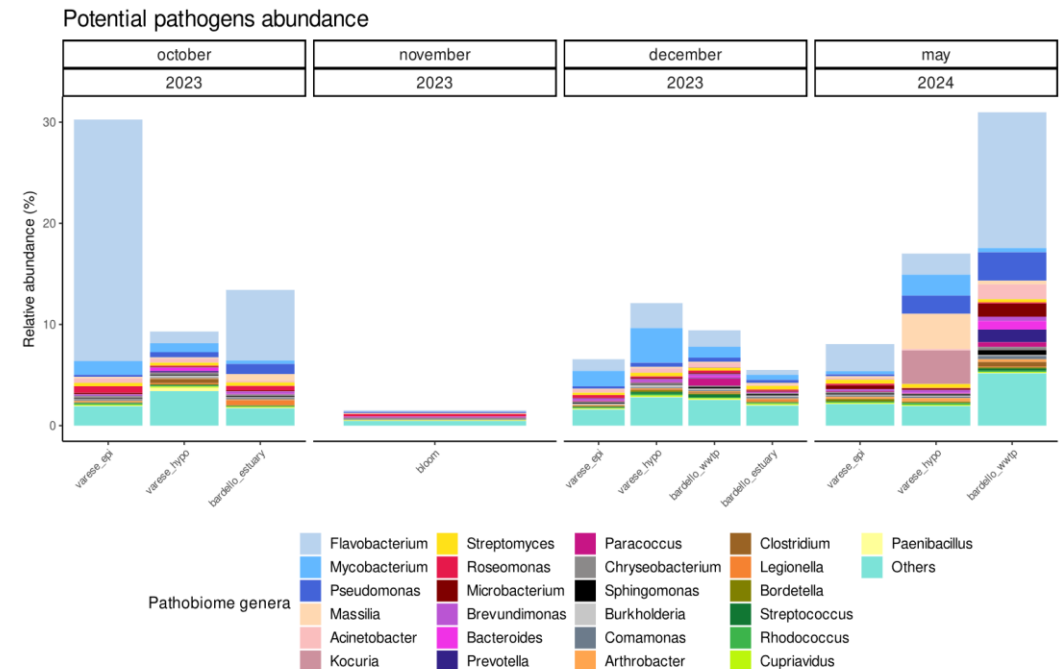 Potential pathogens abundance
october november december may
2023 2023 2023 2024
Relative abundance (%)
30
20
10
0
varese_epi varese_hypo bardello_estuary bloom varese_epi varese_hypo bardello_wwtp bardello_estuary varese_epi varese_hypo bardello_wwtp
Pathobiome genera
Flavobacterium Streptomyces Paracoccus Clostridium Paenibacillus
Mycobacterium Roseomonas Chryseobacterium Legionella Others
Pseudomonas Microbacterium Sphingomonas Bordetella
Massilia Brevundimonas Burkholderia Streptococcus
Acinetobacter Bacteroides Comamonas Rhodococcus
Kocuria Prevotella Arthrobacter Cupriavidus